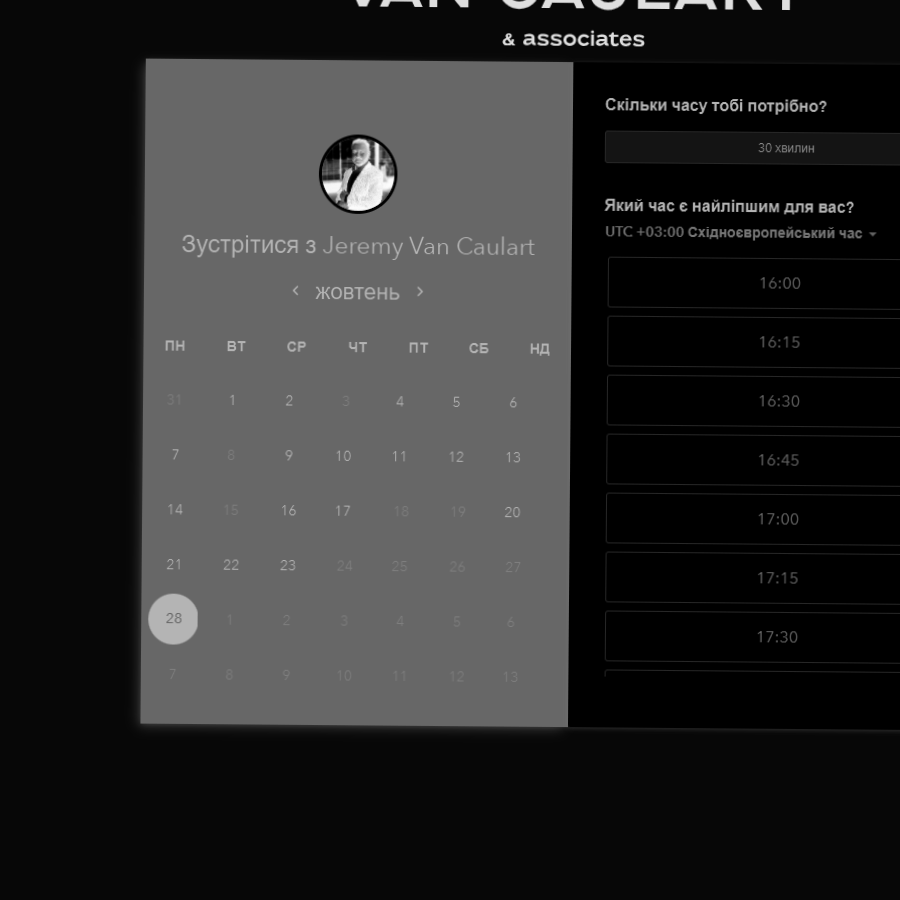 VAN CAULART
& associates
Зустрітися з Jeremy Van Caulart
жовтень
ПН ВТ СР ЧТ ПТ СБ НД
31 1 2 3 4 5 6
7 8 9 10 11 12 13
14 15 16 17 18 19 20
21 22 23 24 25 26 27
28 1 2 3 4 5 6
7 8 9 10 11 12 13
Скільки часу тобі потрібно?
30 хвилин
Який час є найліпшим для вас?
UTC +03:00 Східноєвропейський час
16:00
16:15
16:30
16:45
17:00
17:15
17:30